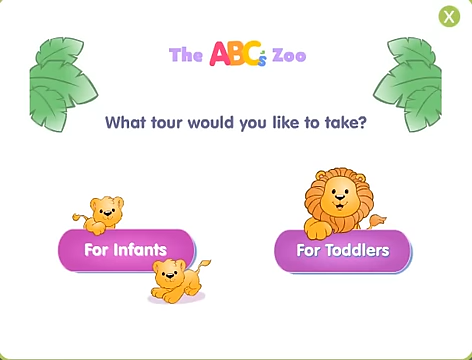 X
The ABCs Zoo
What tour would you like to take?
For Infants
For Toddlers